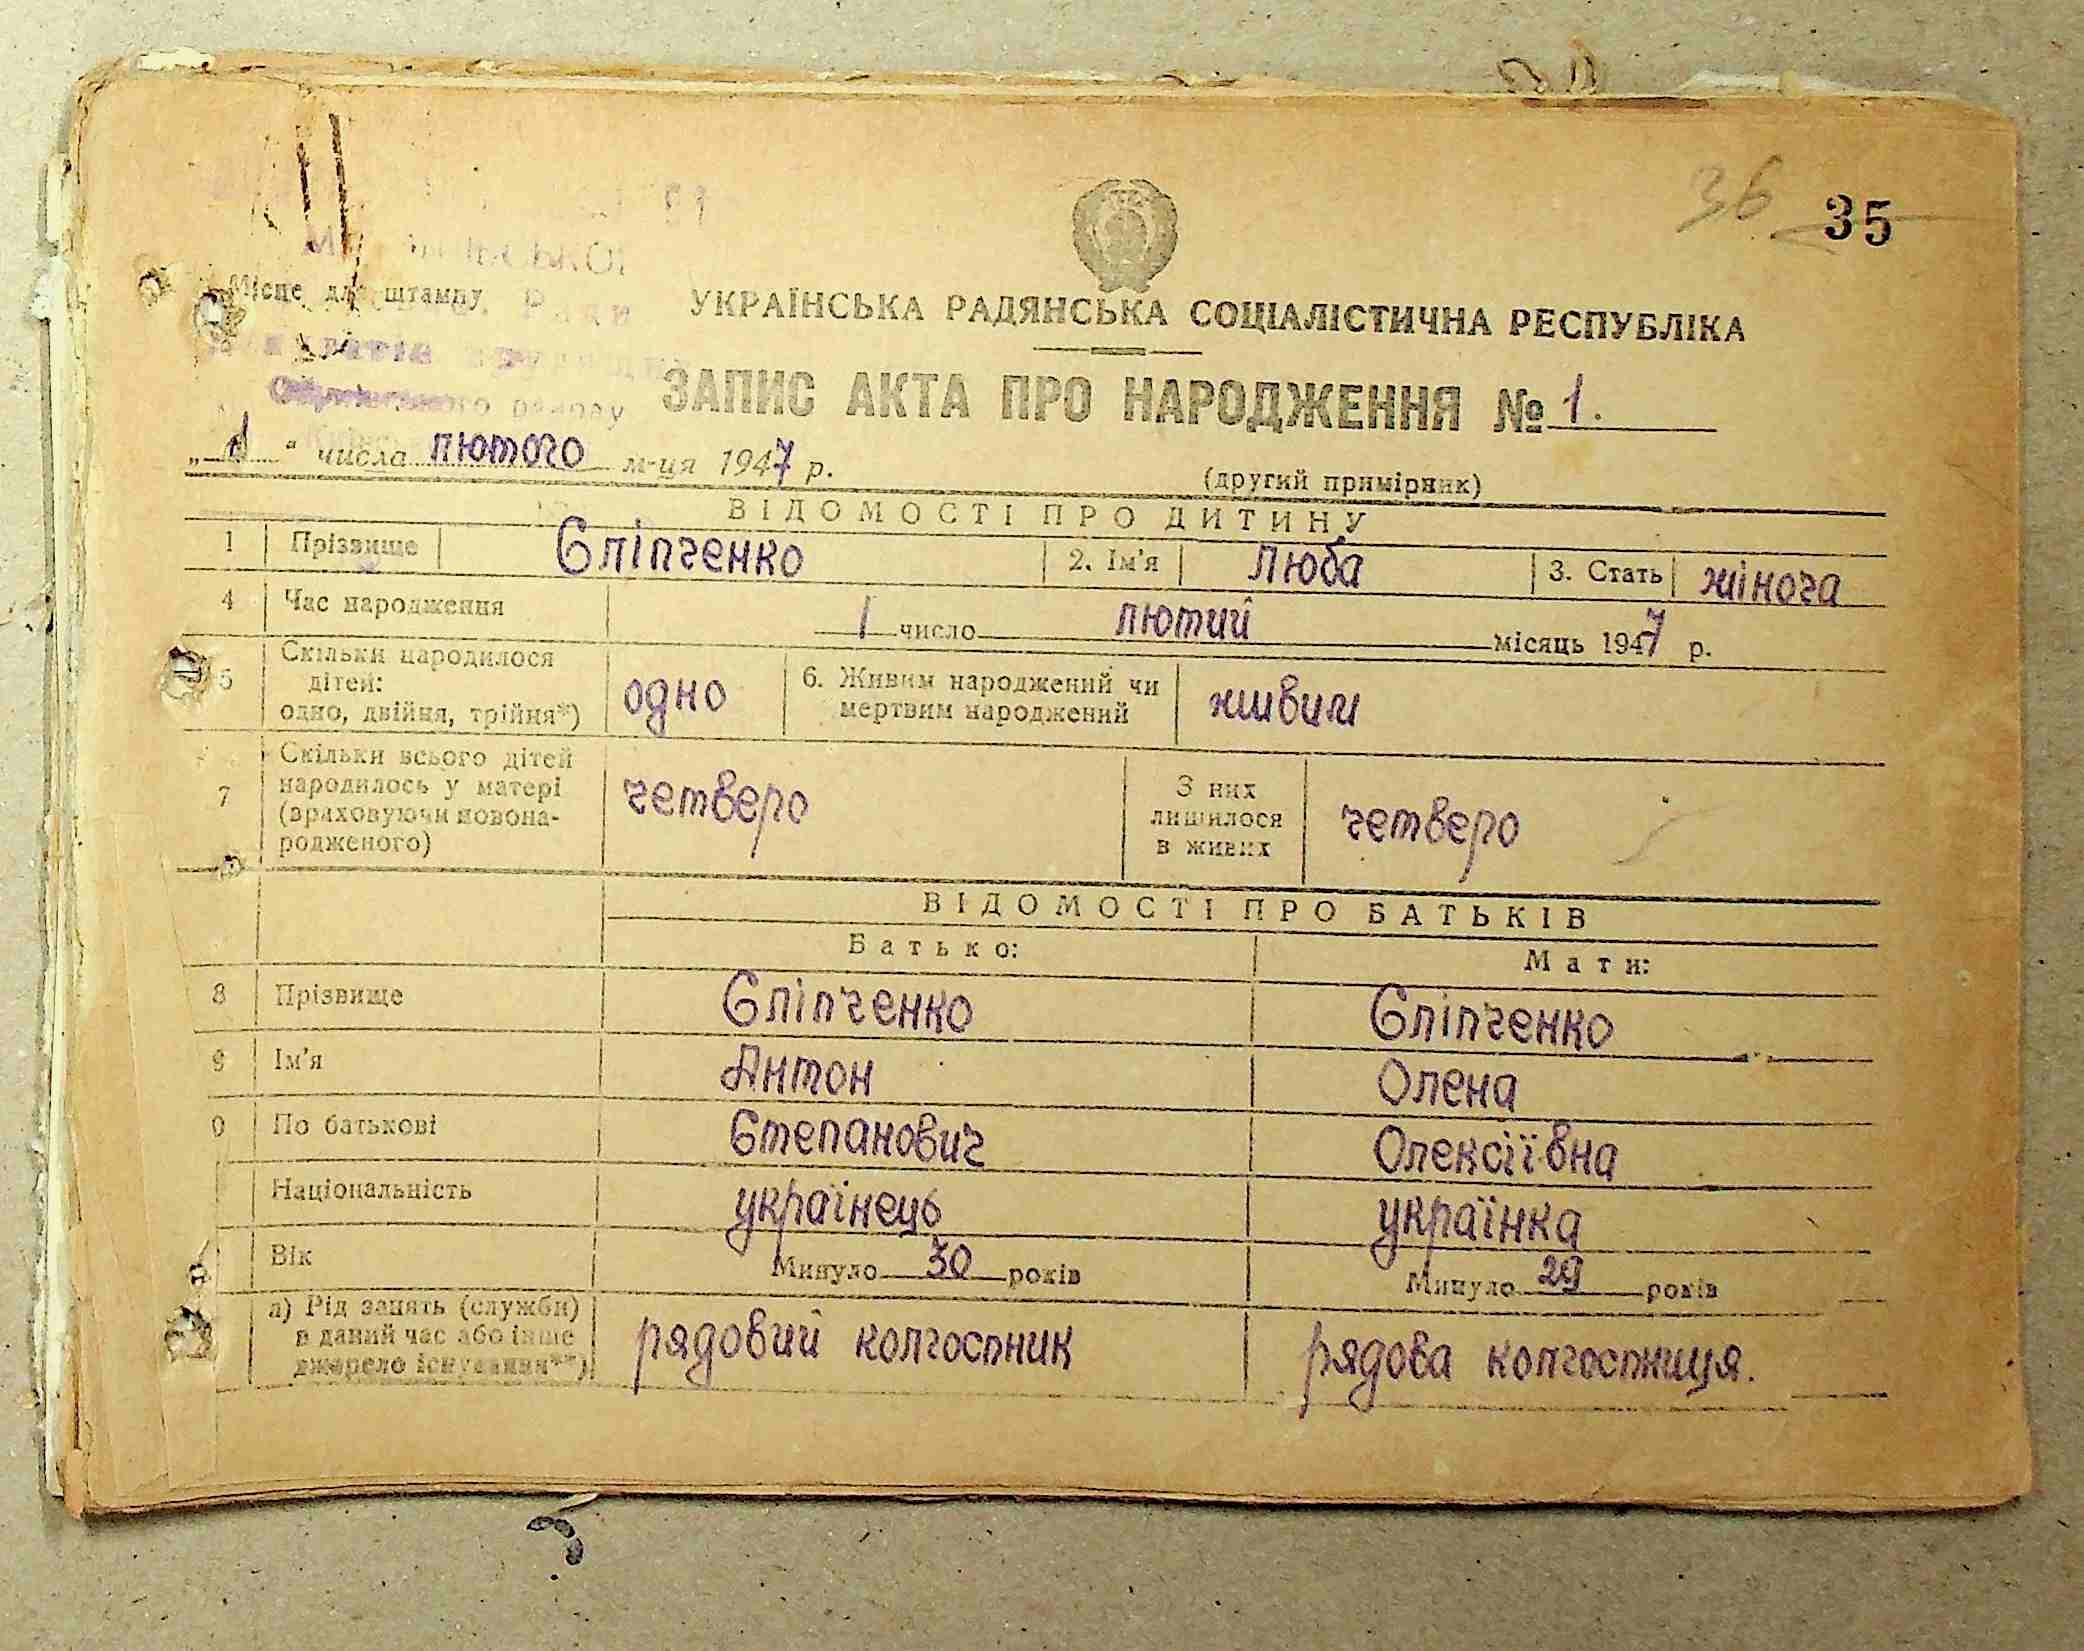 36 35
Місце для штампу
Ради
району
УКРАЇНСЬКА РАДЯНСЬКА СОЦІАЛІСТИЧНА РЕСПУБЛІКА
ЗАПИС АКТА ПРО НАРОДЖЕННЯ № 1.
„ 1 " числа лютого м-ця 1947 р.
(другий примірник)
ВІДОМОСТІ ПРО ДИТИНУ
1 Прізвище Сліпченко 2. Ім'я Люба 3. Стать жіноча
4 Час народження 1 число лютий місяць 1947 р.
5 Скільки народилося дітей: одно, двійня, трійня*) одно 6. Живим народжений чи мертвим народжений живим
7 Скільки всього дітей народилось у матері (враховуючи новонародженого) четверо З них лишилося в живих четверо
ВІДОМОСТІ ПРО БАТЬКІВ
Батько: Мати:
8 Прізвище Сліпченко Сліпченко
9 Ім'я Антон Олена
0 По батькові Степанович Олексіївна
Національність українець українка
Вік Минуло 30 років Минуло 29 років
а) Рід занять (служби) в даний час або інше джерело існування**) рядовий колгоспник рядова колгоспниця.